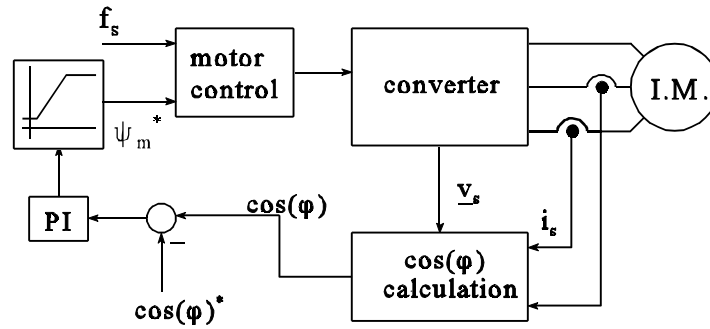 f_s
motor
control
converter
I.M.
ψ_m*
v_s
PI
cos(φ)
−
i_s
cos(φ)
calculation
cos(φ)*